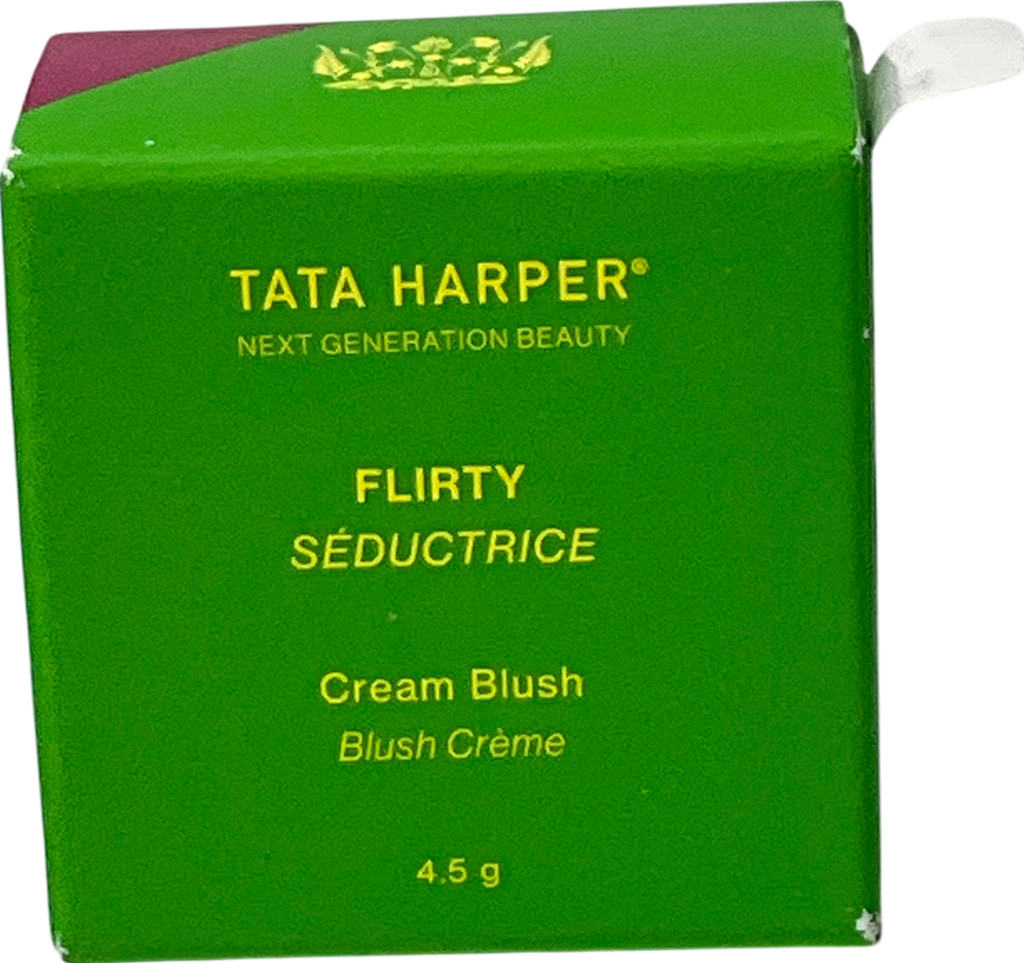 TATA HARPER®
NEXT GENERATION BEAUTY
FLIRTY
SÉDUCTRICE
Cream Blush
Blush Crème
4.5 g